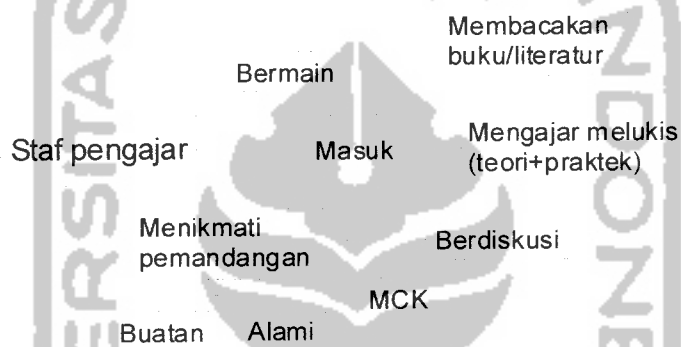 Membacakan
buku/literatur
Bermain
Staf pengajar
Masuk
Mengajar melukis
(teori+praktek)
Menikmati
pemandangan
Berdiskusi
MCK
Buatan
Alami